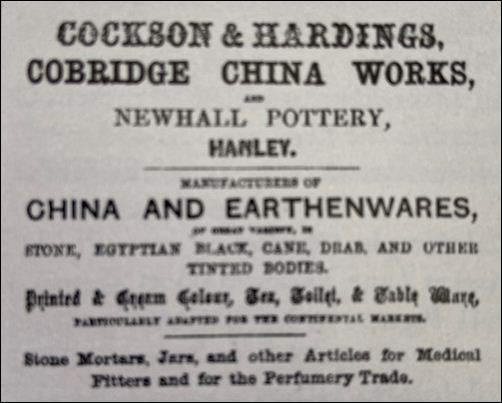 COCKSON & HARDINGS,
COBRIDGE CHINA WORKS,
AND
NEWHALL POTTERY,
HANLEY.
MANUFACTURERS OF
CHINA AND EARTHENWARES,
OF GREAT VARIETY, IN
STONE, EGYPTIAN BLACK, CANE, DRAB, AND OTHER
TINTED BODIES.
Printed & Cream Colour, Tea, Toilet, & Table Ware,
PARTICULARLY ADAPTED FOR THE CONTINENTAL MARKETS.
Stone Mortars, Jars, and other Articles for Medical
Fitters and for the Perfumery Trade.